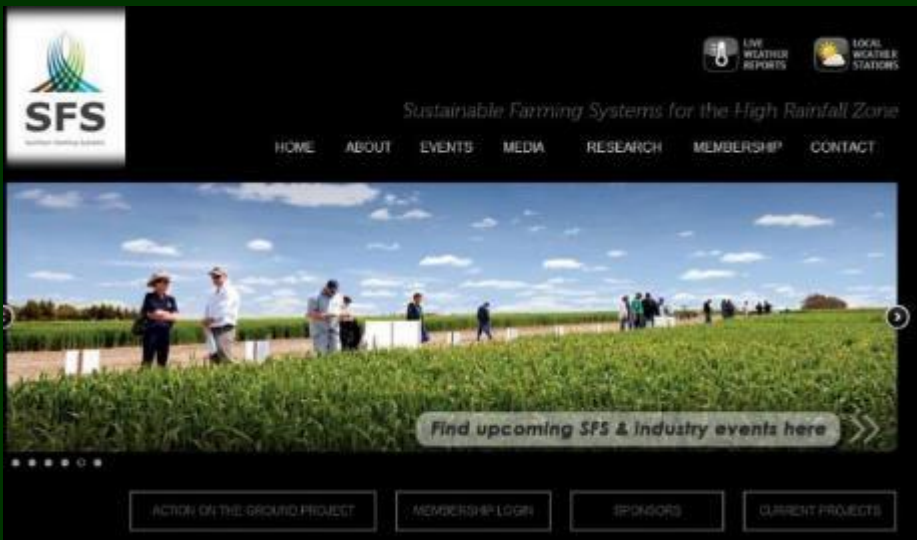 LIVE
WEATHER
REPORTS
LOCAL
WEATHER
STATIONS
SFS
Sustainable Farming Systems for the High Rainfall Zone
HOME ABOUT EVENTS MEDIA RESEARCH MEMBERSHIP CONTACT
Find upcoming SFS & industry events here
ACTION ON THE GROUND PROJECT MEMBERSHIP LOGIN SPONSORS CURRENT PROJECTS